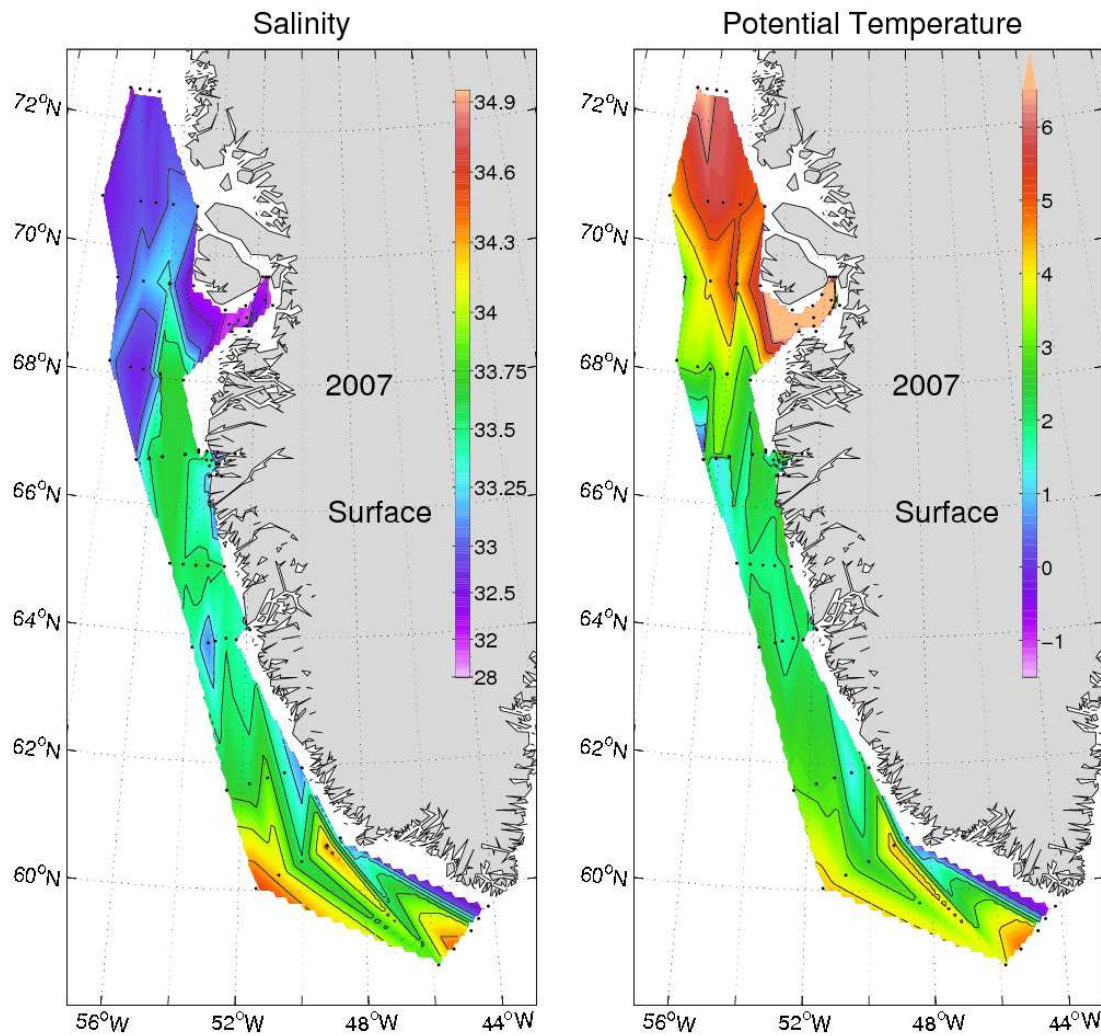 Salinity
Potential Temperature
72°N
70°N
68°N
66°N
64°N
62°N
60°N
56°W
52°W
48°W
44°W
34.9
34.6
34.3
34
33.75
33.5
33.25
33
32.5
32
28
2007
Surface
56°W
52°W
48°W
44°W
72°N
70°N
68°N
66°N
64°N
62°N
60°N
6
5
4
3
2
1
0
−1
2007
Surface